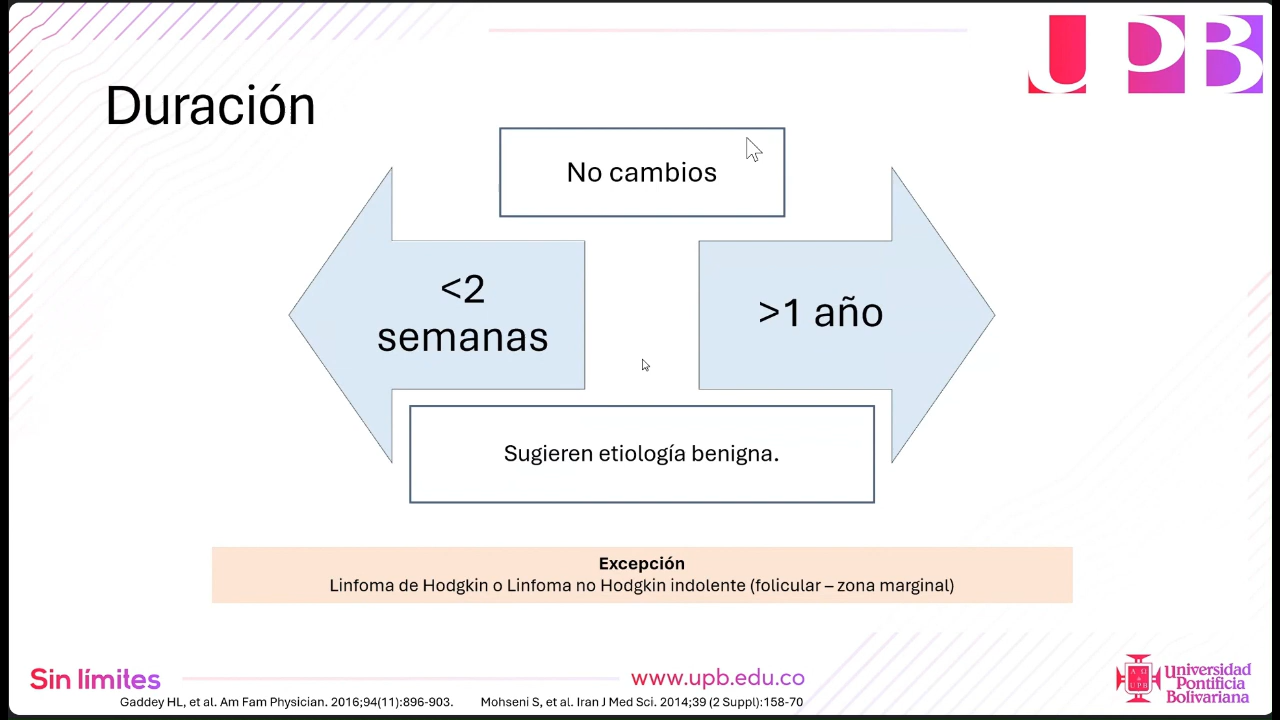 UPB
Duración
No cambios
<2
semanas
>1 año
Sugieren etiología benigna.
Excepción
Linfoma de Hodgkin o Linfoma no Hodgkin indolente (folicular – zona marginal)
Sin límites
www.upb.edu.co
Universidad
Pontificia
Bolivariana
Gaddey HL, et al. Am Fam Physician. 2016;94(11):896
et al. Iran J Med Sci. 2014;39(2 Suppl):158-70